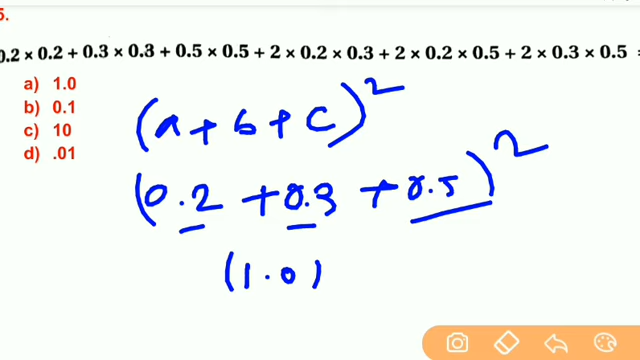 5.
0.2 × 0.2 + 0.3 × 0.3 + 0.5 × 0.5 + 2 × 0.2 × 0.3 + 2 × 0.2 × 0.5 + 2 × 0.3 × 0.5 =
a) 1.0
b) 0.1
c) 10
d) .01
(a + b + c)²
(0.2 + 0.3 + 0.5)²
(1.0)